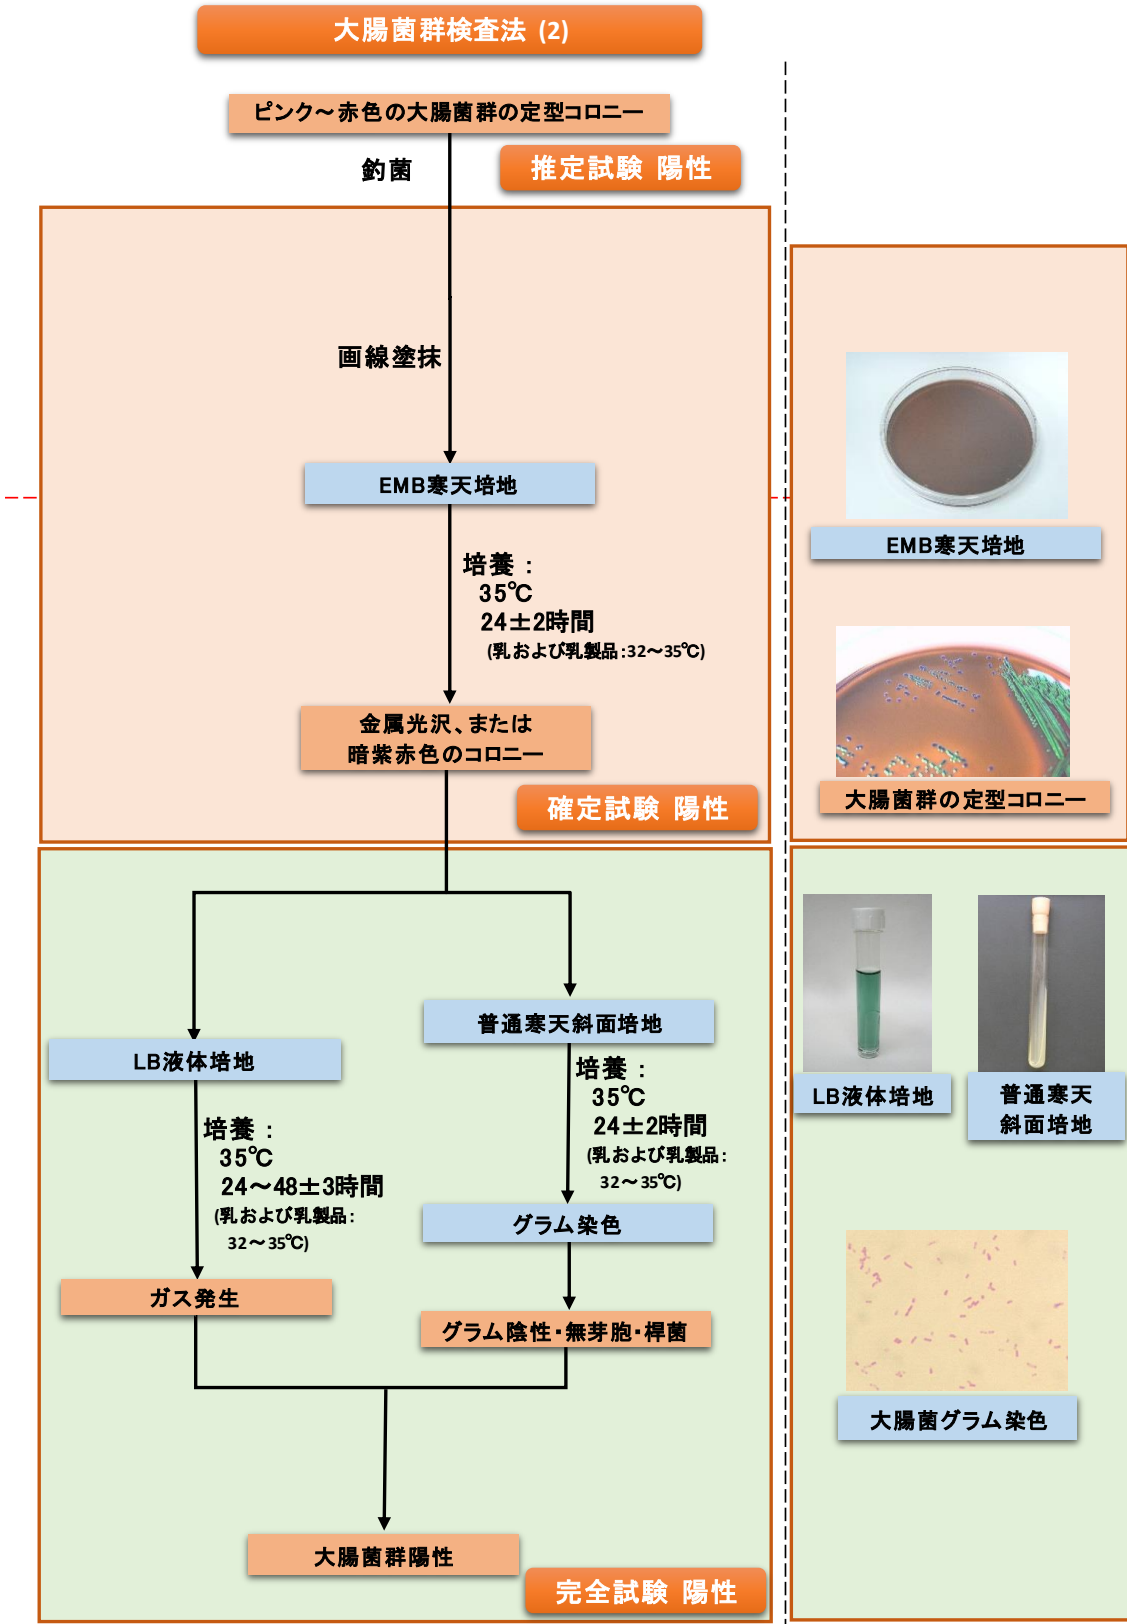 大腸菌群検査法 (2)
ピンク～赤色の大腸菌群の定型コロニー
釣菌
推定試験 陽性
画線塗抹
EMB寒天培地
培養：
35℃
24±2時間
(乳および乳製品:32～35℃)
金属光沢、または
暗紫赤色のコロニー
確定試験 陽性
LB液体培地
培養：
35℃
24～48±3時間
(乳および乳製品:
32～35℃)
ガス発生
普通寒天斜面培地
培養：
35℃
24±2時間
(乳および乳製品:
32～35℃)
グラム染色
グラム陰性・無芽胞・桿菌
大腸菌群陽性
完全試験 陽性
EMB寒天培地
大腸菌群の定型コロニー
LB液体培地
普通寒天
斜面培地
大腸菌グラム染色